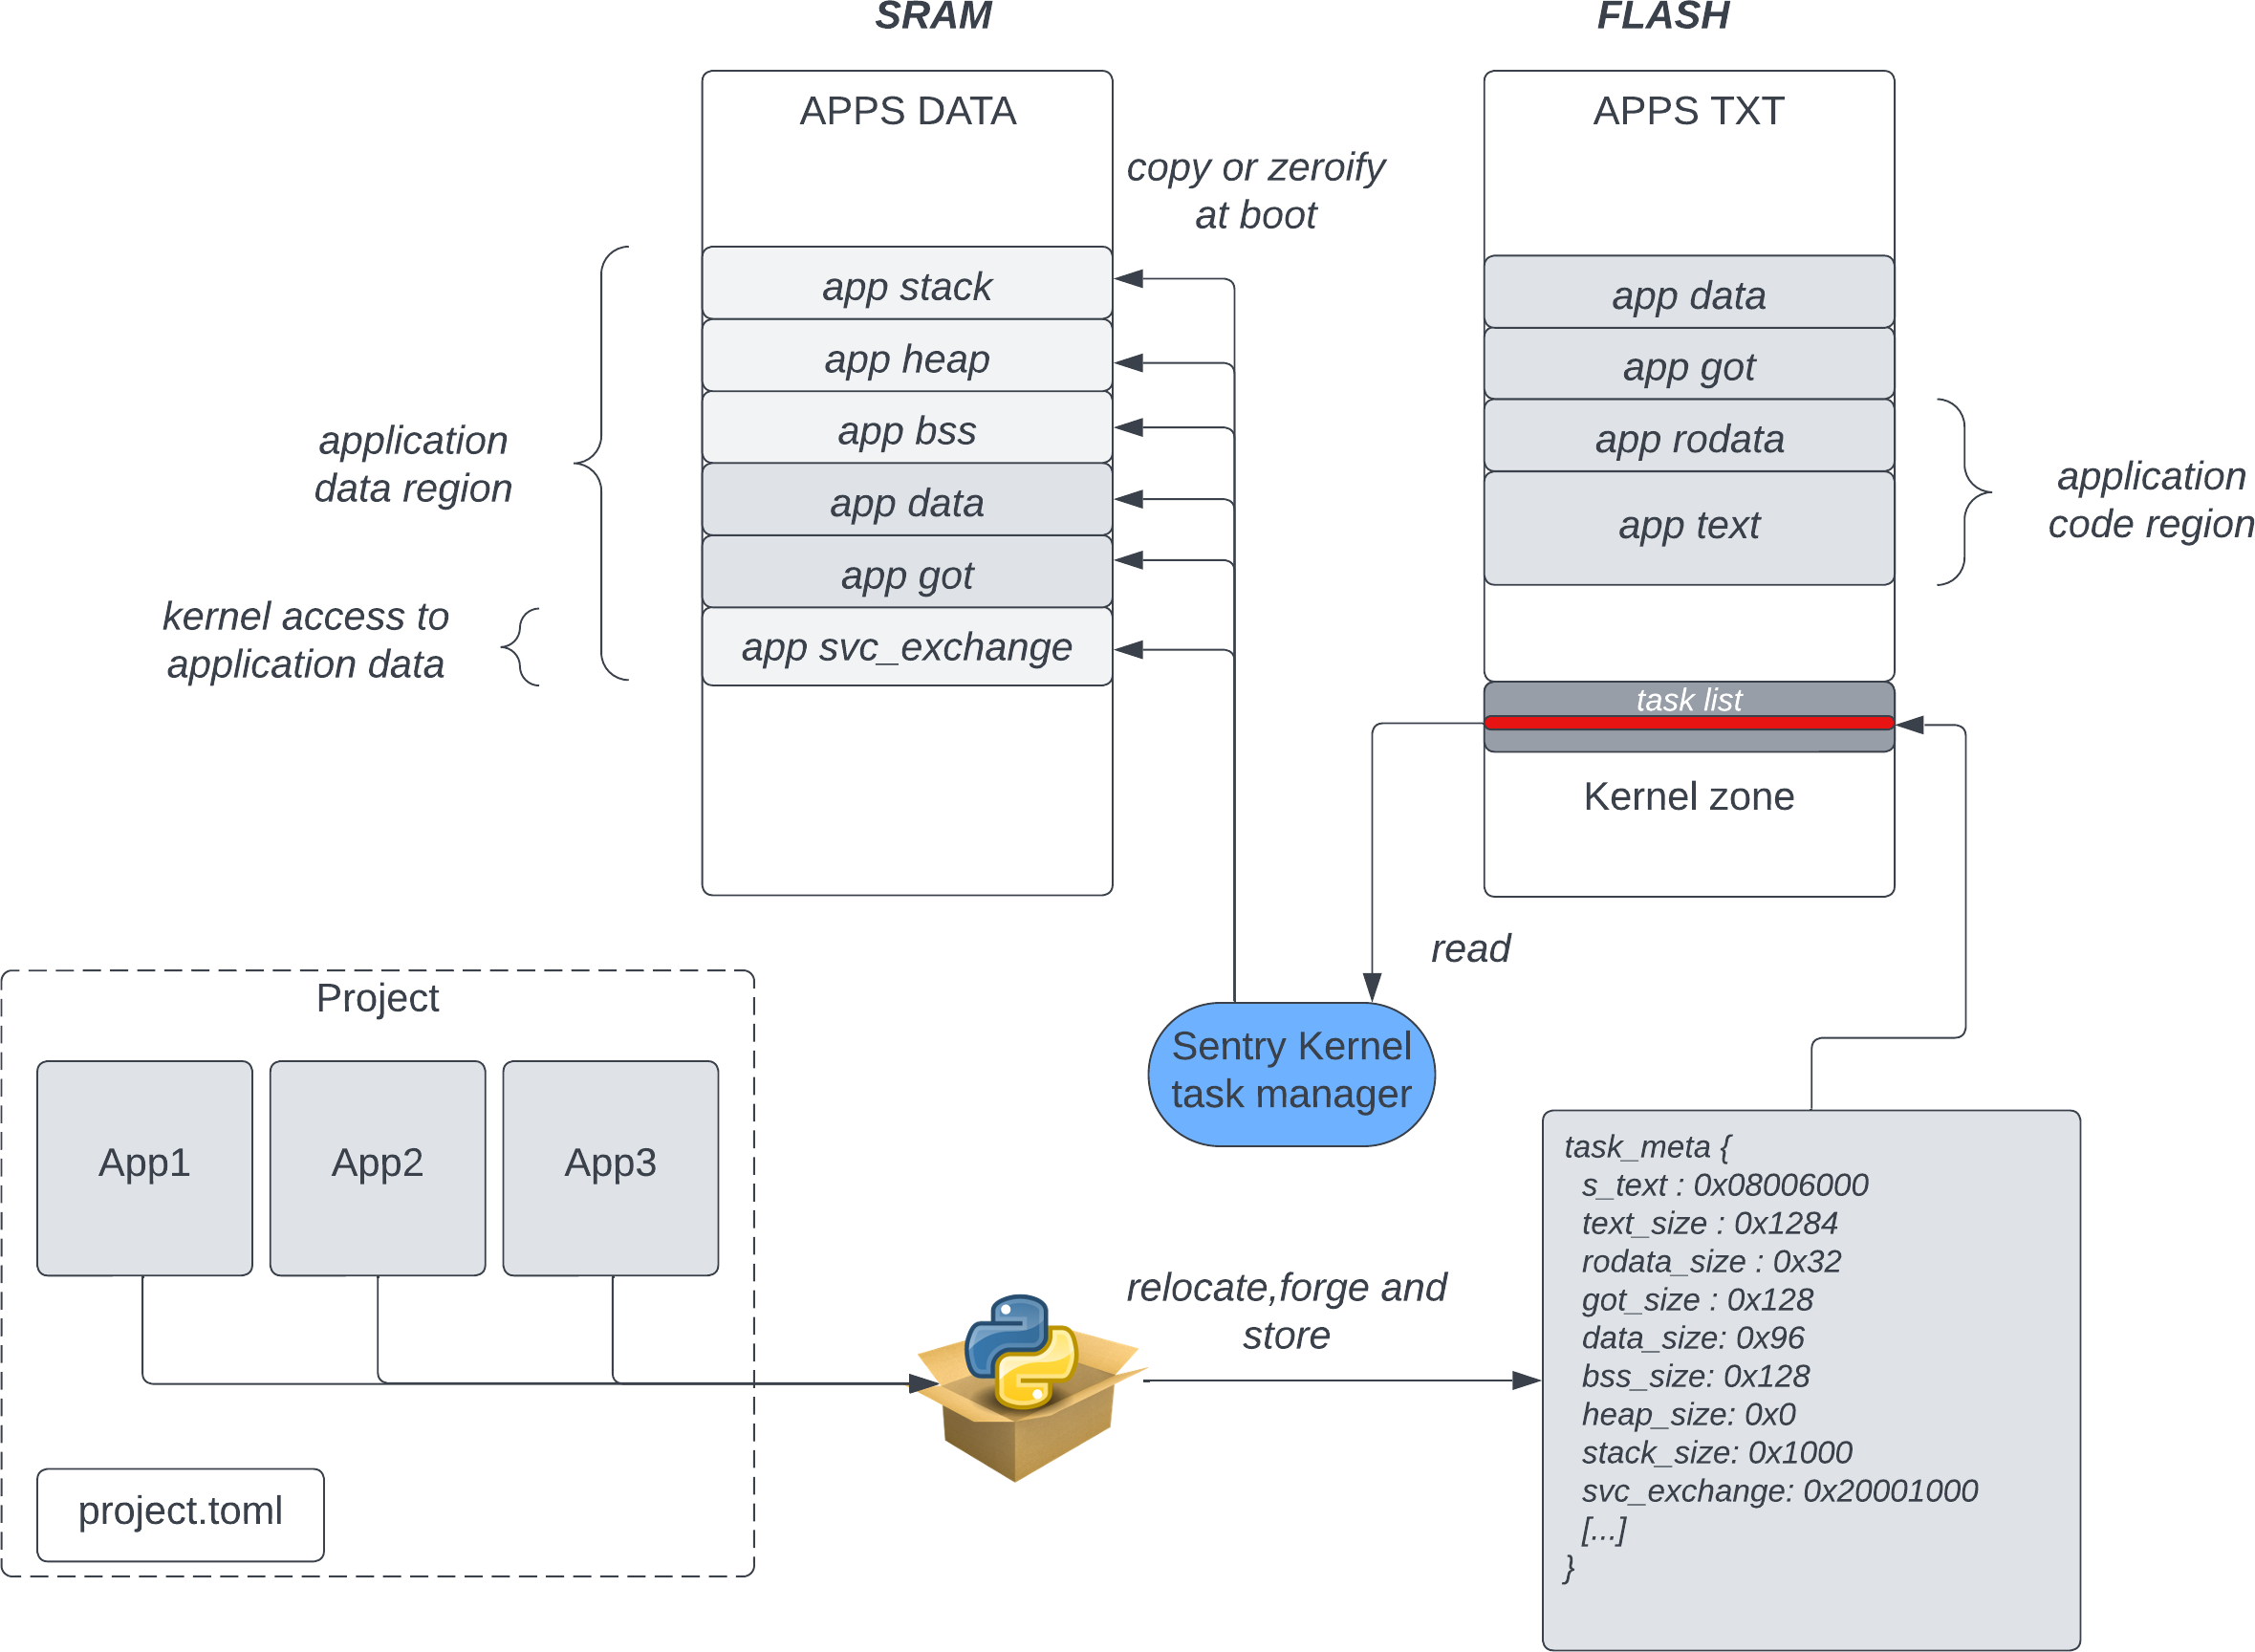 SRAM
FLASH
APPS DATA
APPS TXT
copy or zeroify
at boot
app stack
app heap
app bss
app data
app got
app svc_exchange
application
data region
kernel access to
application data
app data
app got
app rodata
app text
application
code region
task list
Kernel zone
read
Project
App1
App2
App3
project.toml
Sentry Kernel
task manager
relocate,forge and
store
task_meta {
s_text : 0x08006000
text_size : 0x1284
rodata_size : 0x32
got_size : 0x128
data_size: 0x96
bss_size: 0x128
heap_size: 0x0
stack_size: 0x1000
svc_exchange: 0x20001000
[...]
}